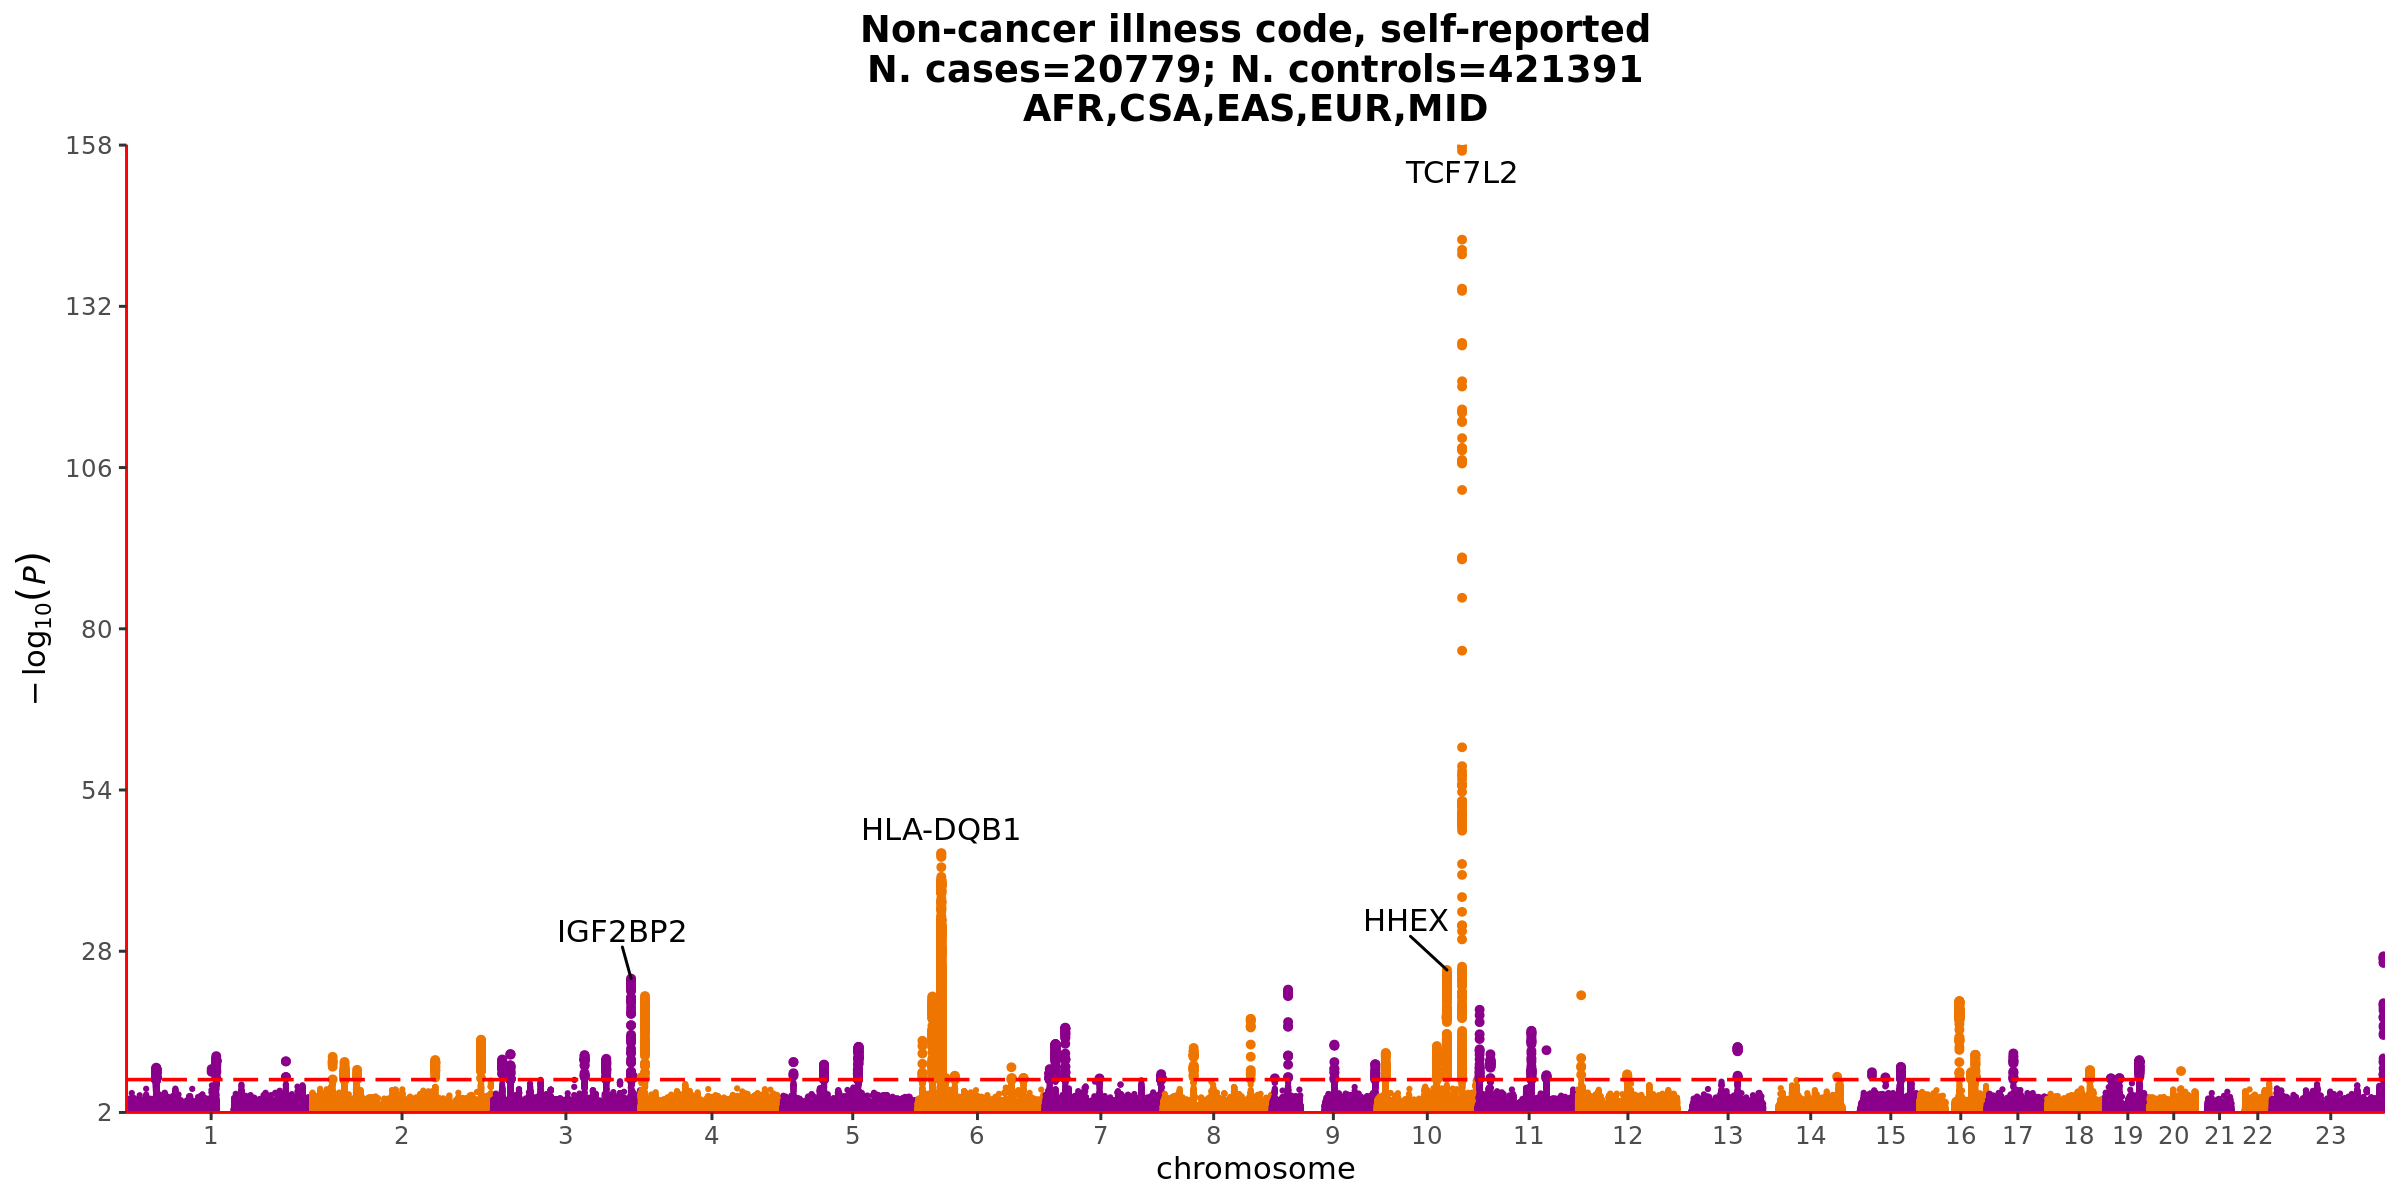 Non-cancer illness code, self-reported
N. cases=20779; N. controls=421391
AFR,CSA,EAS,EUR,MID
158
TCF7L2
132
106
− log10(P)
80
54
HLA-DQB1
HHEX
IGF2BP2
28
2
1 2 3 4 5 6 7 8 9 10 11 12 13 14 15 16 17 18 19 20 21 22 23
chromosome